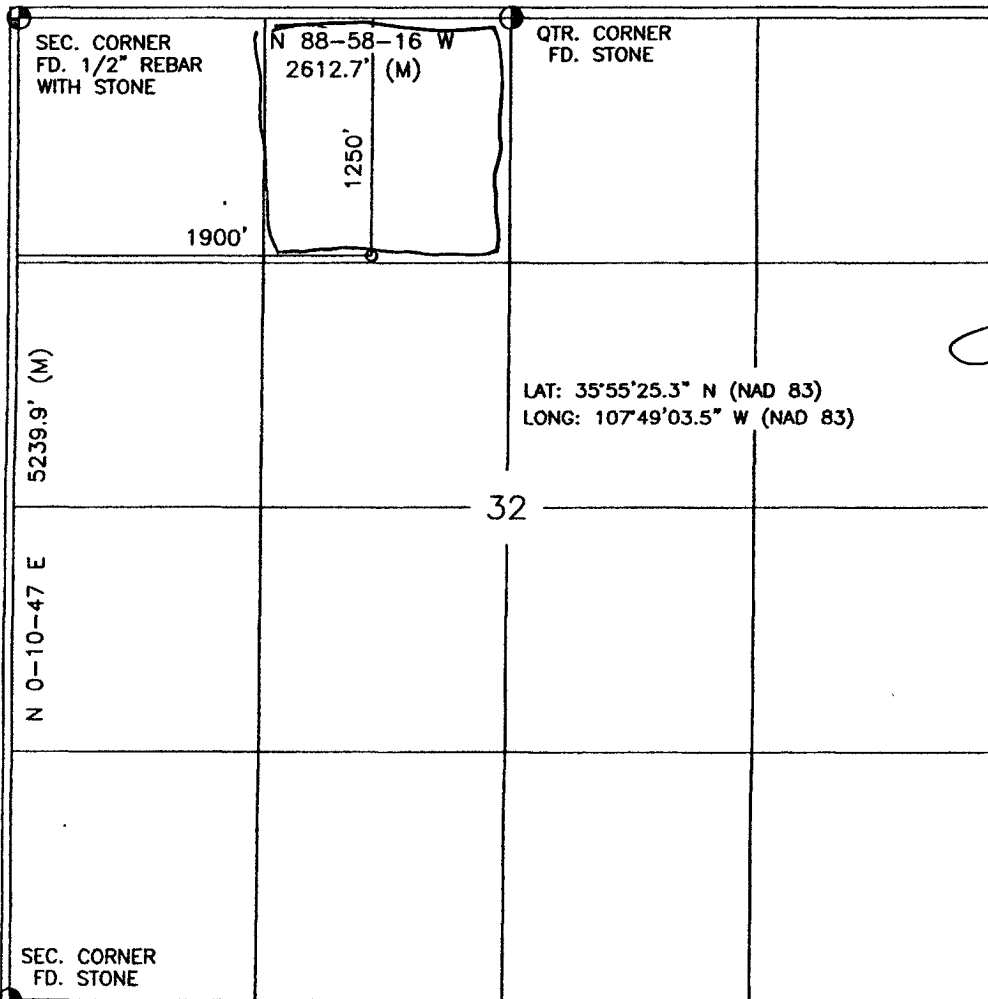 SEC. CORNER
FD. 1/2" REBAR
WITH STONE
N 88-58-16 W
2612.7' (M)
QTR. CORNER
FD. STONE
1250'
1900'
5239.9' (M)
N 0-10-47 E
LAT: 35°55'25.3" N (NAD 83)
LONG: 107°49'03.5" W (NAD 83)
32
SEC. CORNER
FD. STONE